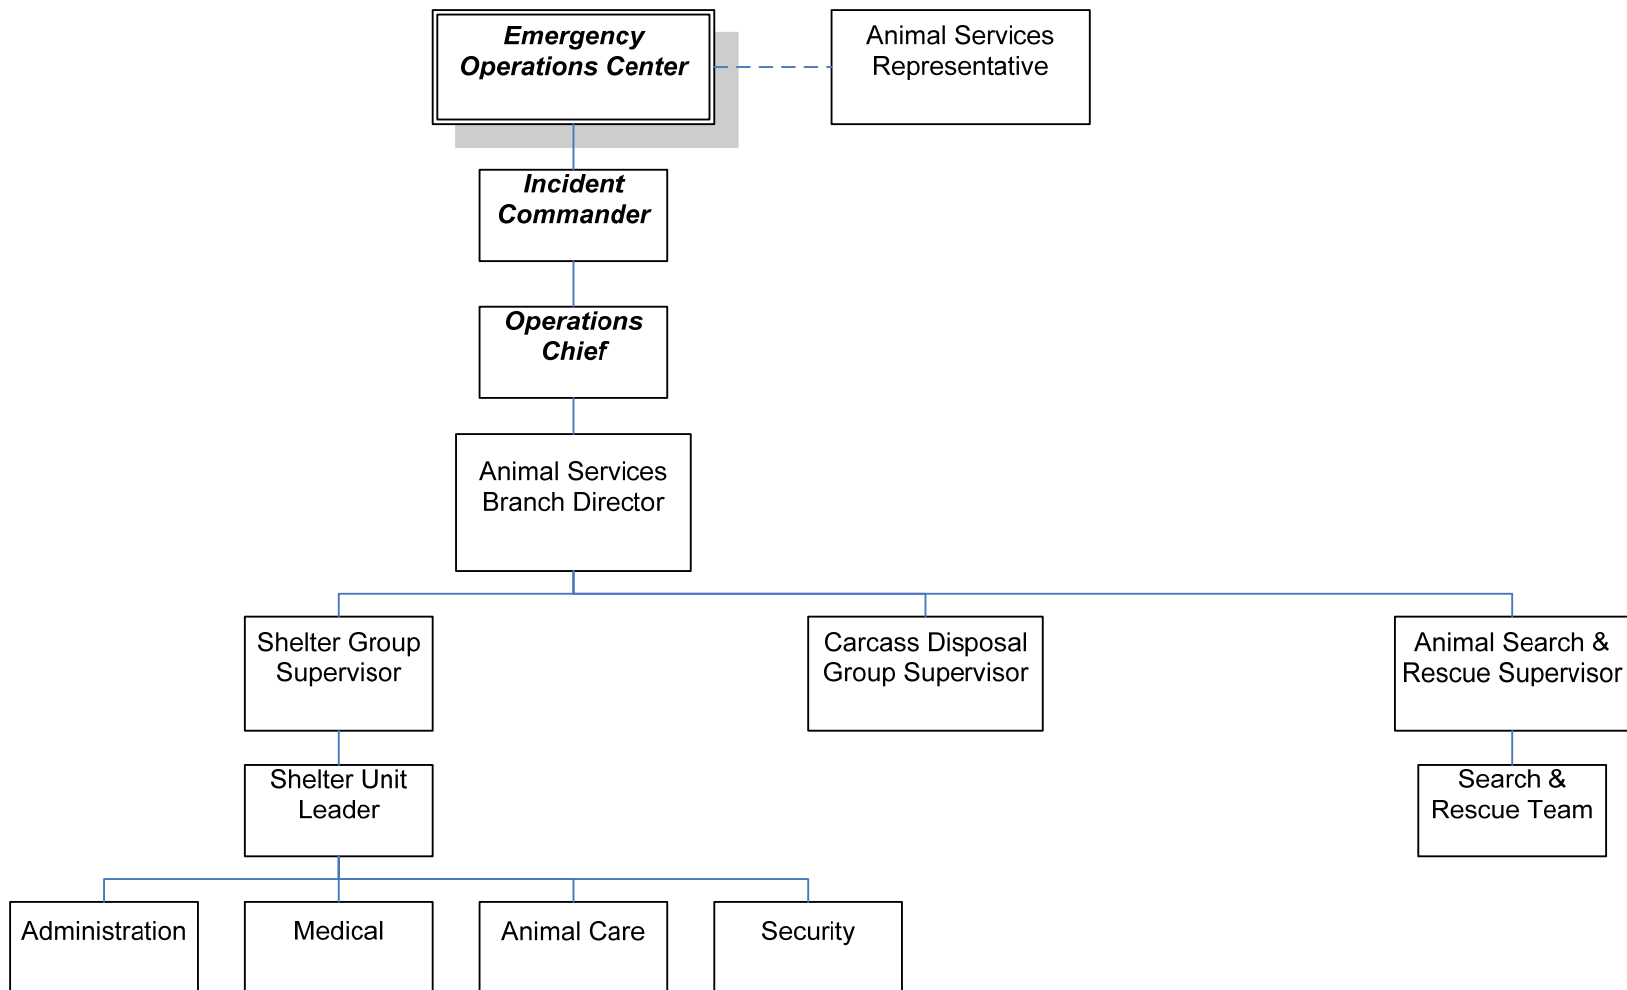 Emergency
Operations Center
Animal Services
Representative
Incident
Commander
Operations
Chief
Animal Services
Branch Director
Shelter Group
Supervisor
Carcass Disposal
Group Supervisor
Animal Search &
Rescue Supervisor
Shelter Unit
Leader
Search &
Rescue Team
Administration
Medical
Animal Care
Security